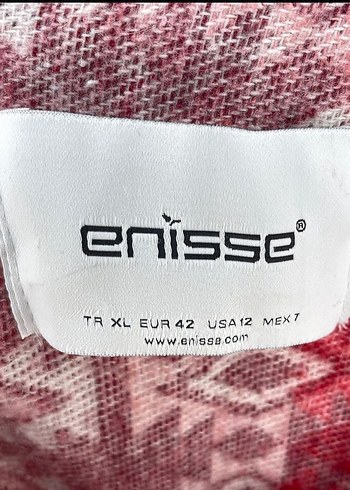 enisse®
TR XL EUR 42 USA 12 MEX 7
www.enisse.com